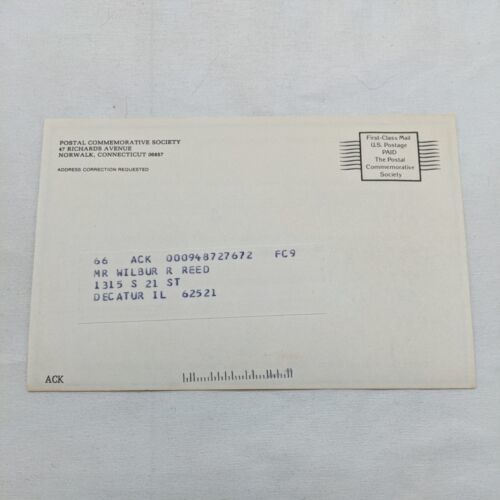 POSTAL COMMEMORATIVE SOCIETY
47 RICHARDS AVENUE
NORWALK, CONNECTICUT 06857
ADDRESS CORRECTION REQUESTED
First-Class Mail
U.S. Postage
PAID
The Postal
Commemorative
Society
66 ACK 000948727672 FC9
MR WILBUR R REED
1315 S 21 ST
DECATUR IL 62521
ACK